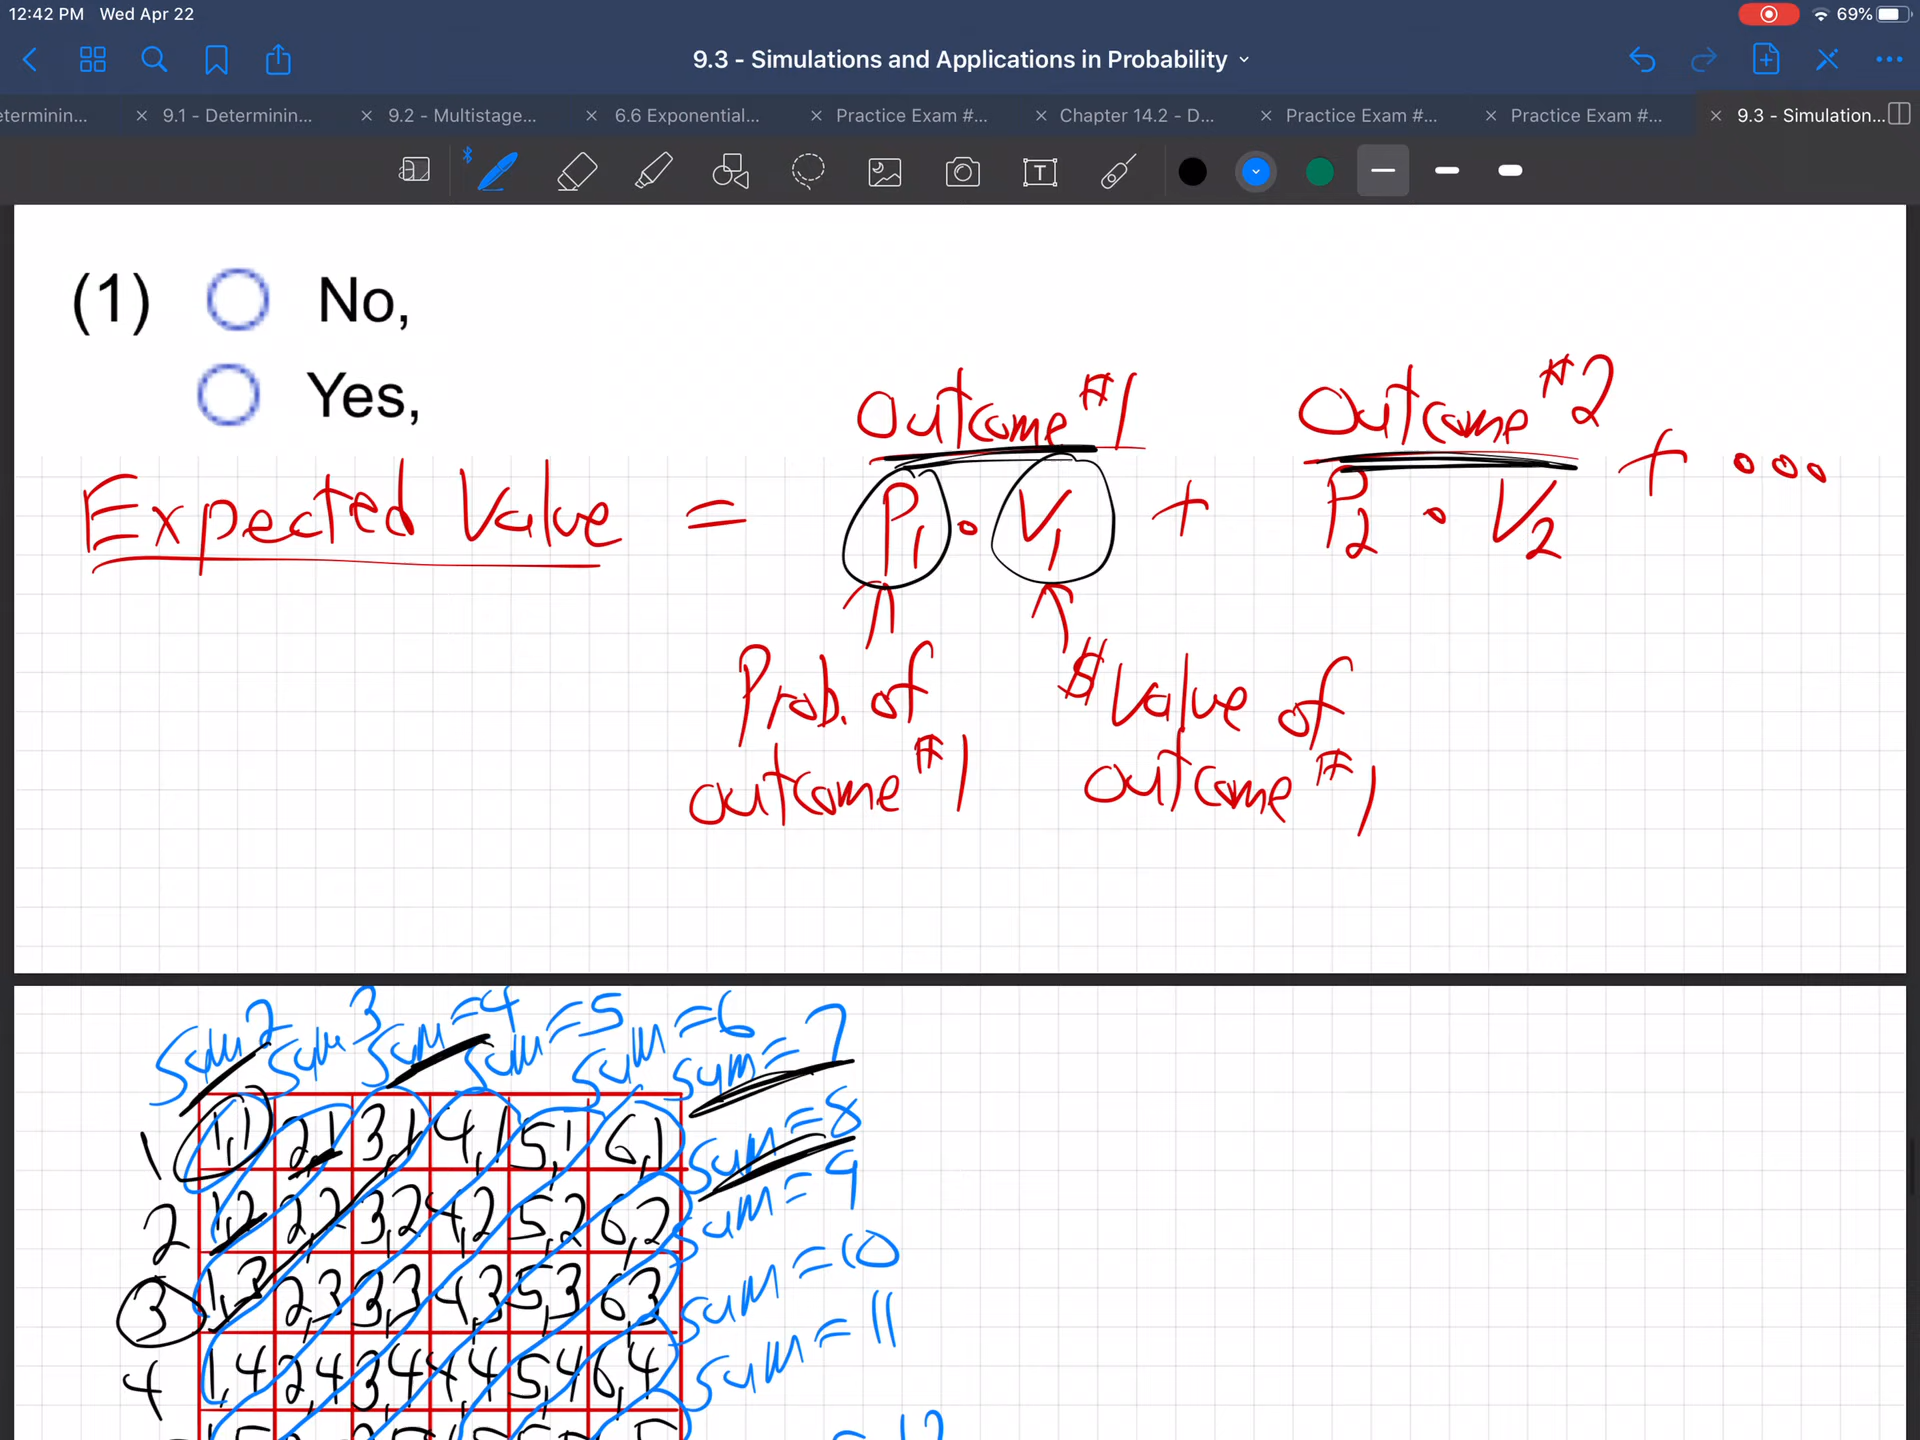 12:42 PM Wed Apr 22
69%
9.3 - Simulations and Applications in Probability
eterminin...
× 9.1 - Determinin...
× 9.2 - Multistage...
× 6.6 Exponential...
× Practice Exam #...
× Chapter 14.2 - D...
× Practice Exam #...
× Practice Exam #...
× 9.3 - Simulation...
T
(1) No,
Yes,
Outcome #1 Outcome #2
Expected Value = P1 • V1 + P2 • V2 + ...
Prob. of $ Value of
outcome #1 outcome #1
Sum 2 sum 3 sum =4 sum =5 sum =6 sum = 7
1 1,1 2,1 3,1 4,1 5,1 6,1 sum =8
2 1,2 2,2 3,2 4,2 5,2 6,2 sum = 9
3 1,3 2,3 3,3 4,3 5,3 6,3 sum =10
4 1,4 2,4 3,4 4,4 5,4 6,4 sum = 11